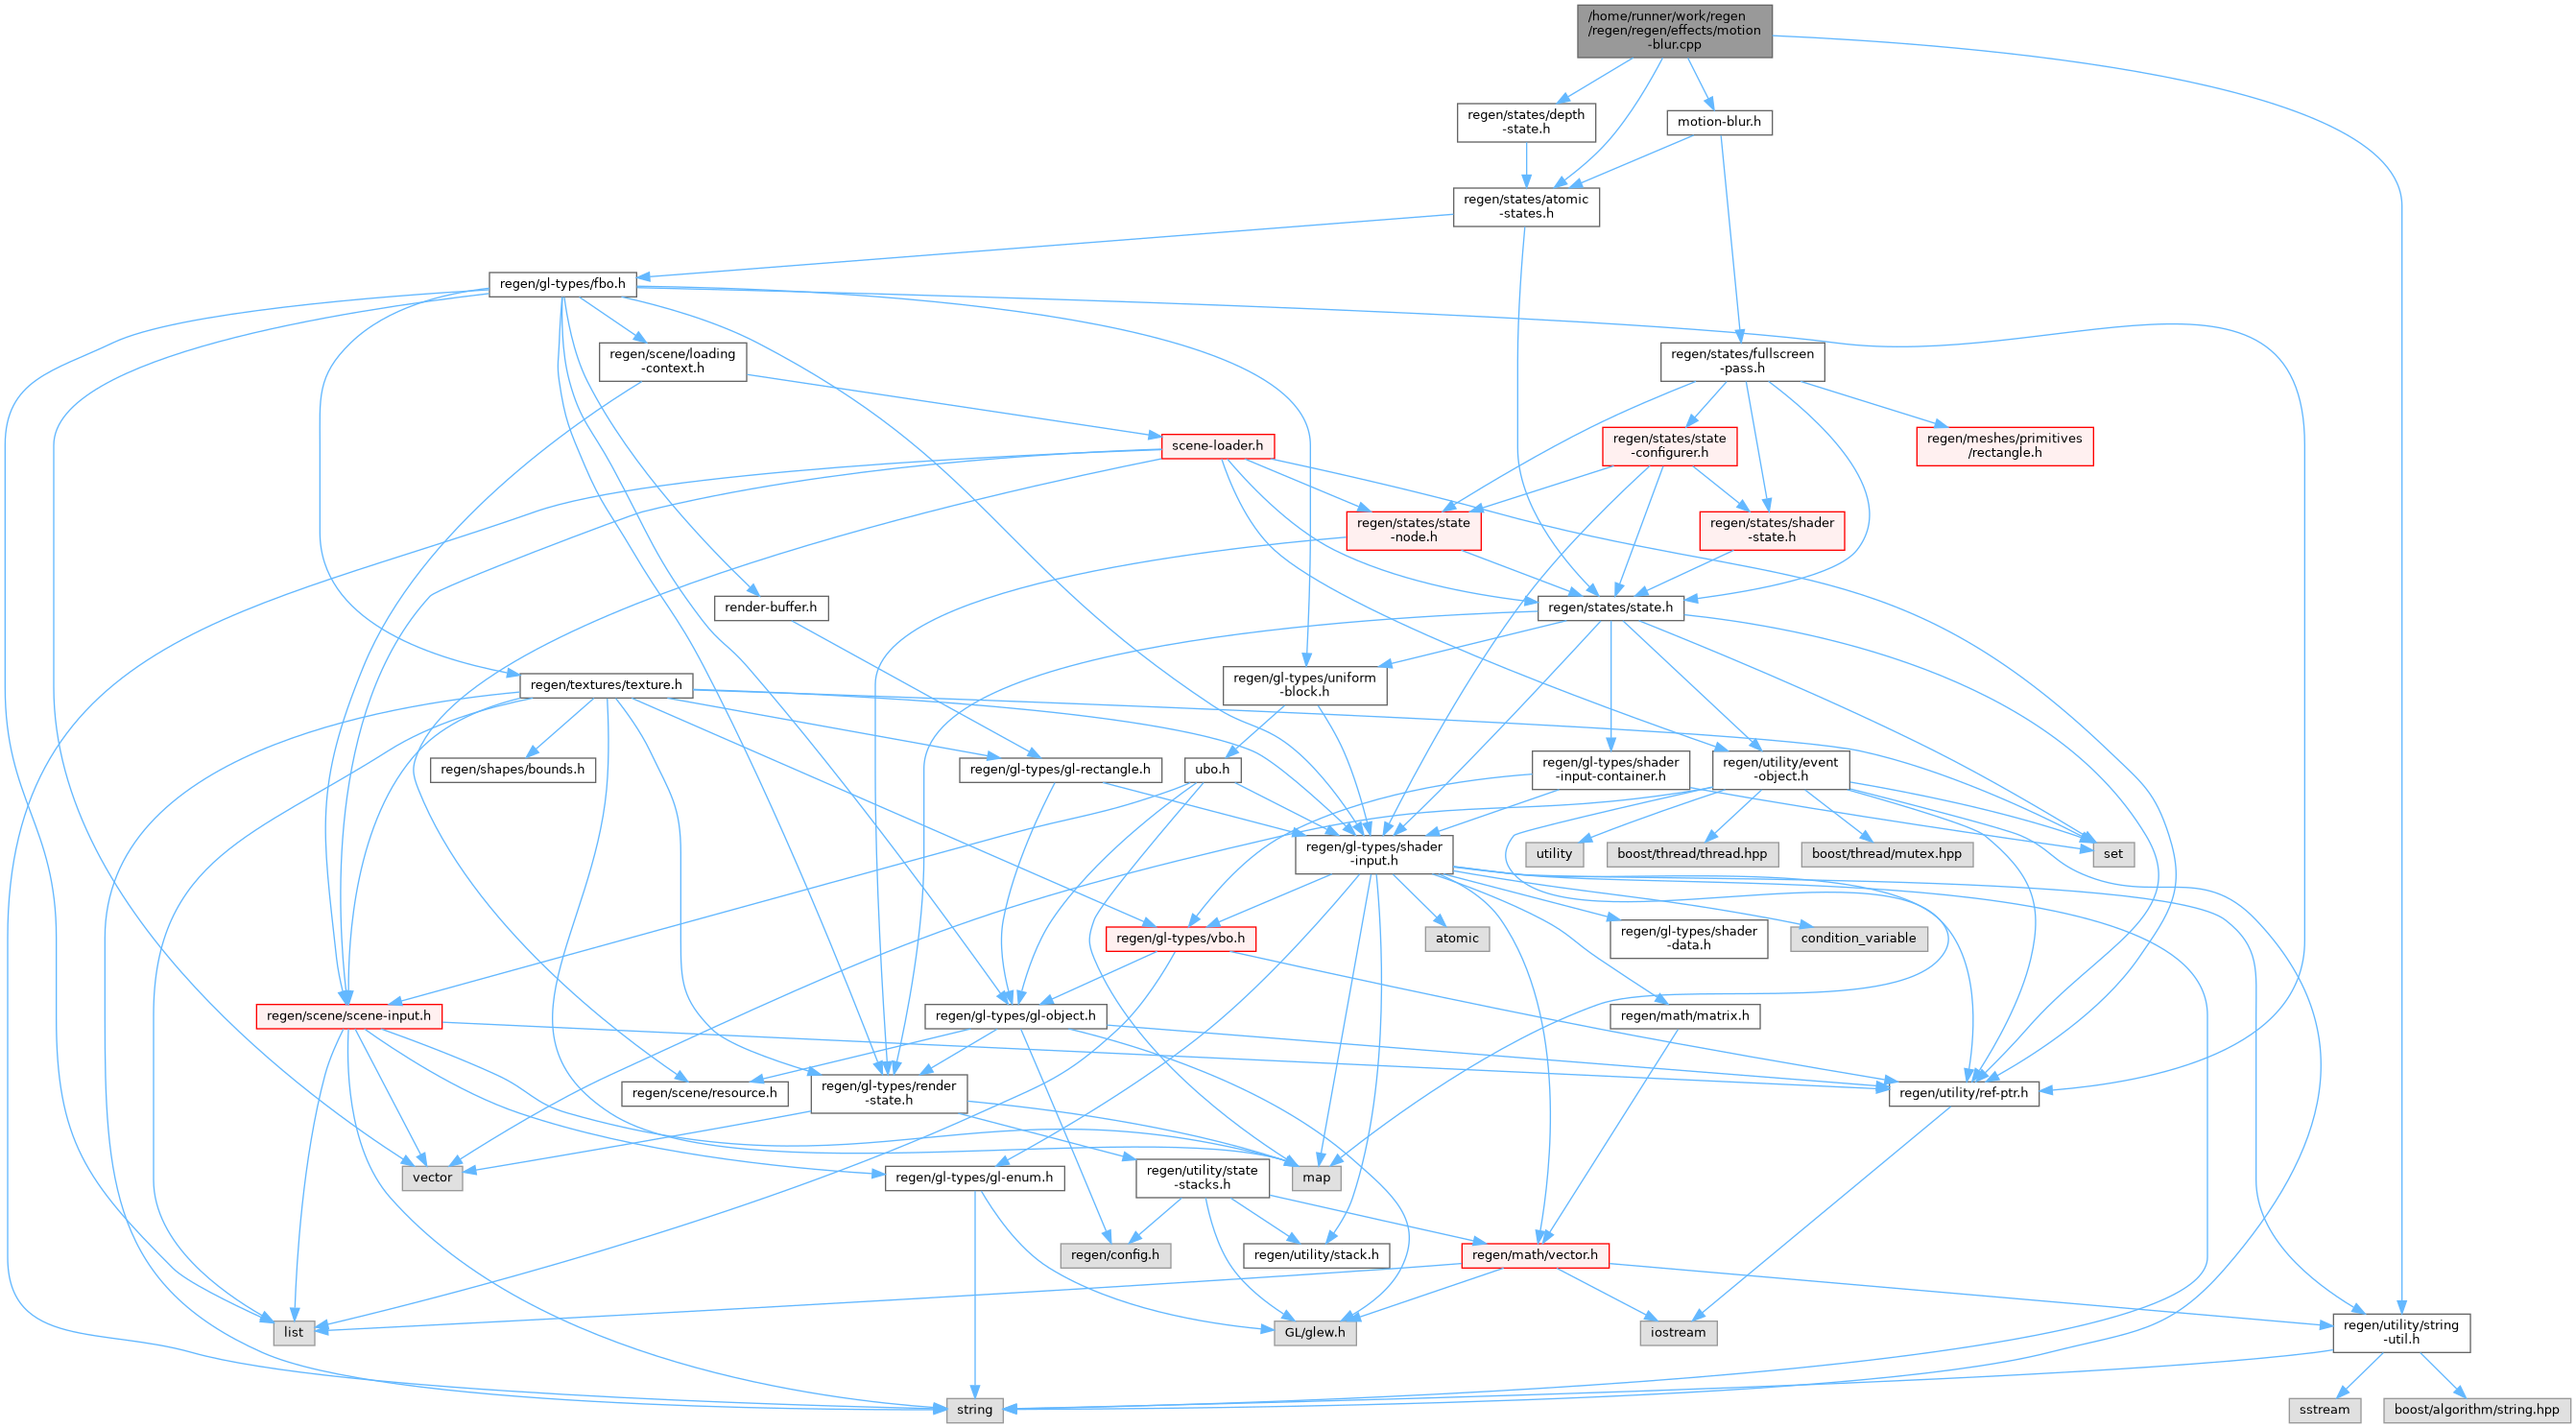 /home/runner/work/regen
/regen/regen/effects/motion
-blur.cpp
regen/states/depth
-state.h
motion-blur.h
regen/states/atomic
-states.h
regen/gl-types/fbo.h
regen/scene/loading
-context.h
regen/states/fullscreen
-pass.h
scene-loader.h
regen/states/state
-configurer.h
regen/meshes/primitives
/rectangle.h
regen/states/state
-node.h
regen/states/shader
-state.h
render-buffer.h
regen/states/state.h
regen/textures/texture.h
regen/gl-types/uniform
-block.h
regen/shapes/bounds.h
regen/gl-types/gl-rectangle.h
ubo.h
regen/gl-types/shader
-input-container.h
regen/utility/event
-object.h
regen/gl-types/shader
-input.h
utility
boost/thread/thread.hpp
boost/thread/mutex.hpp
set
regen/gl-types/vbo.h
atomic
regen/gl-types/shader
-data.h
condition_variable
regen/scene/scene-input.h
regen/gl-types/gl-object.h
regen/math/matrix.h
regen/scene/resource.h
regen/gl-types/render
-state.h
regen/utility/ref-ptr.h
vector
regen/gl-types/gl-enum.h
regen/utility/state
-stacks.h
map
regen/config.h
regen/utility/stack.h
regen/math/vector.h
list
GL/glew.h
iostream
regen/utility/string
-util.h
string
sstream
boost/algorithm/string.hpp